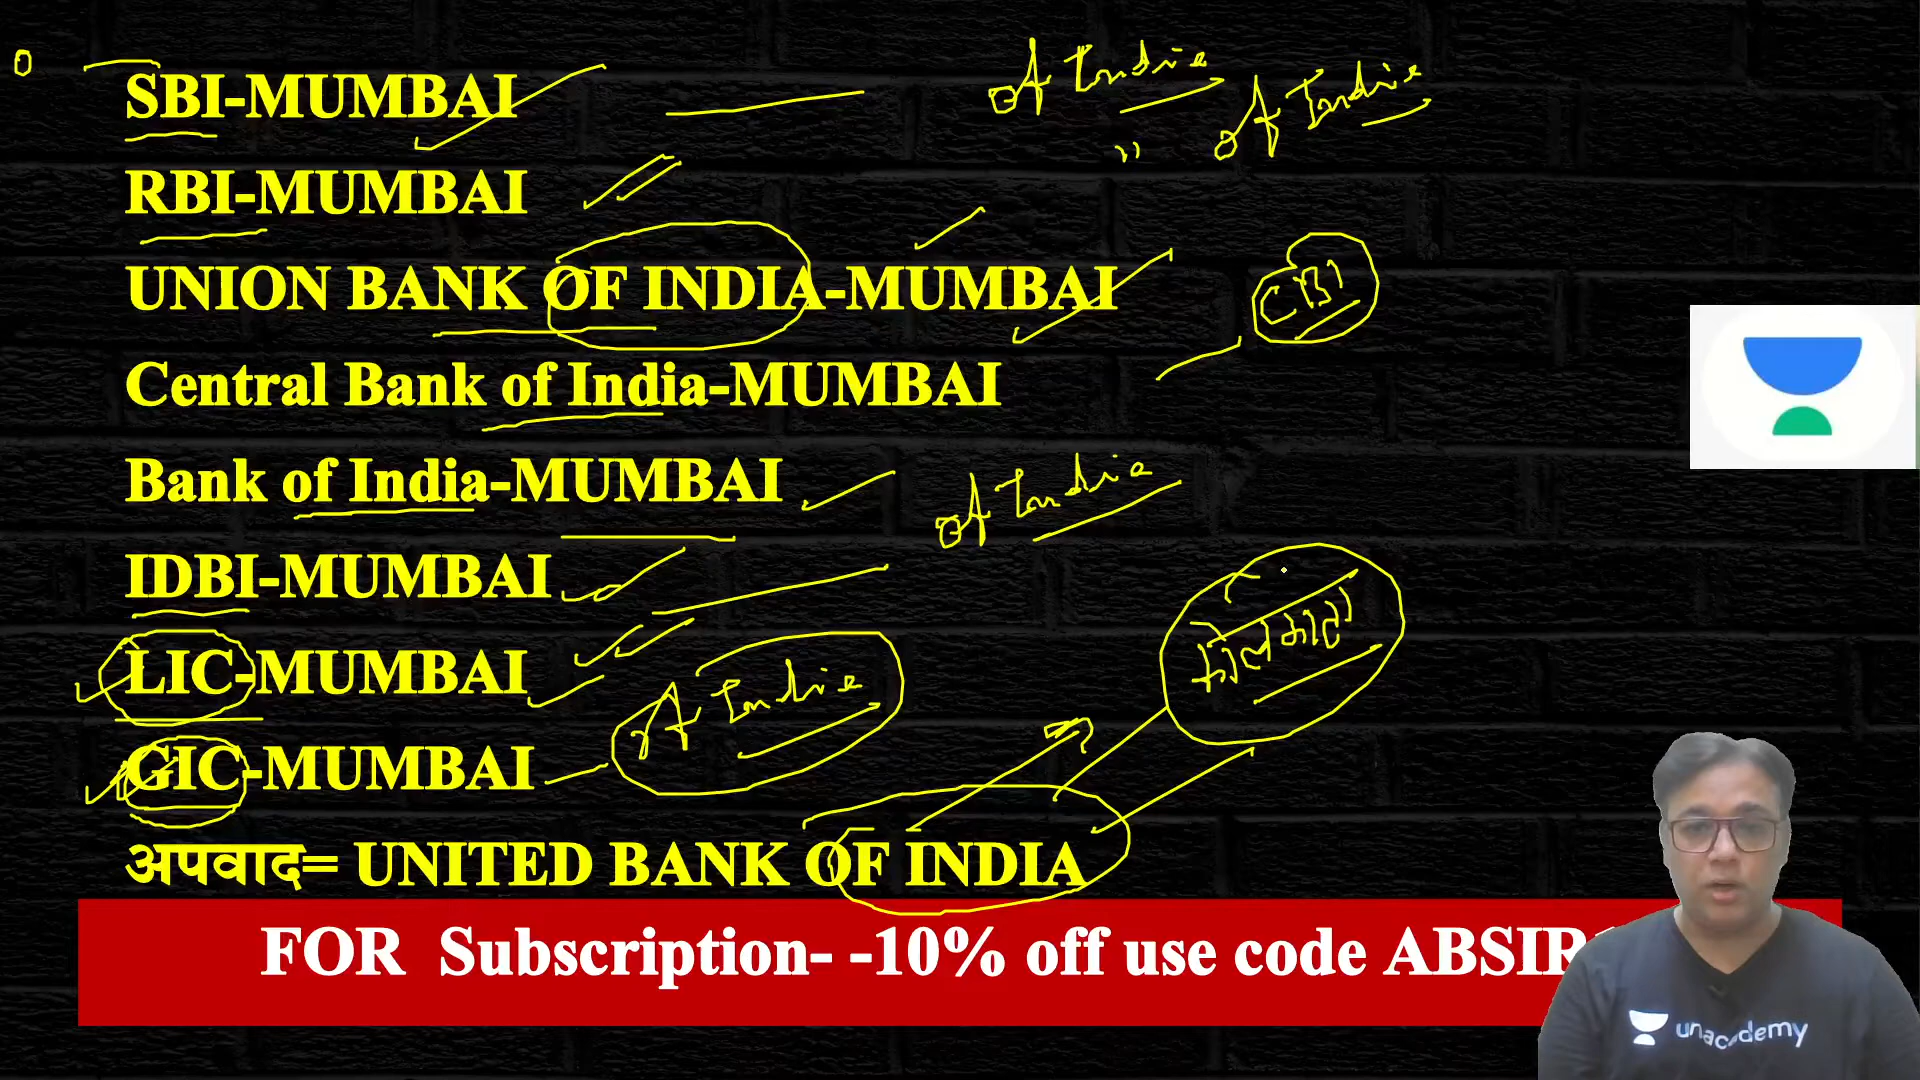 SBI-MUMBAI
of India
of India
"
RBI-MUMBAI
UNION BANK OF INDIA-MUMBAI
CBI
Central Bank of India-MUMBAI
Bank of India-MUMBAI
of India
IDBI-MUMBAI
LIC-MUMBAI
of India
कोलकाता
GIC-MUMBAI
अपवाद= UNITED BANK OF INDIA
FOR Subscription- -10% off use code
unacademy